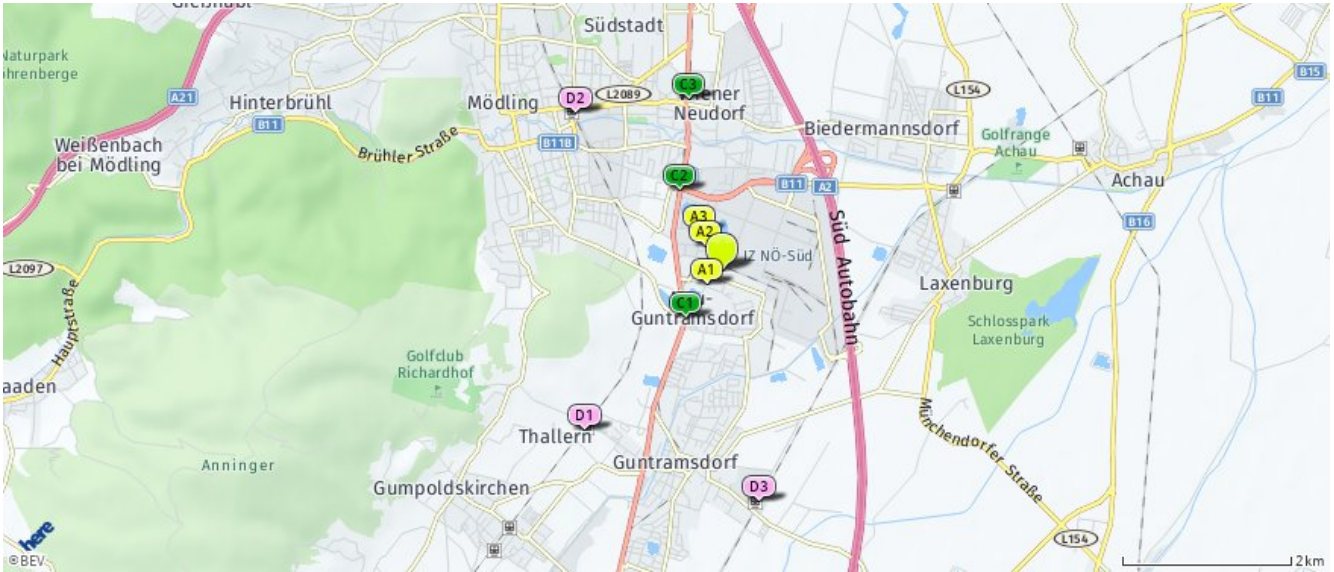 Südstadt
Naturpark
A21
D2
L2089
C3
Wiener
Neudorf
L154
B15
B11
Hinterbrühl
Mödling
B11
Brühler Straße
B11B
Biedermannsdorf
Golfrange
Achau
Weißenbach
bei Mödling
C2
B11
A2
Achau
B16
A3
A2
A1
IZ NÖ-Süd
Süd Autobahn
L2097
Hauptstraße
Laxenburg
C1
Guntramsdorf
Schlosspark
Laxenburg
Golfclub
Richardhof
aaden
D1
Thallern
Münchendorfer Straße
Anninger
Guntramsdorf
Gumpoldskirchen
D3
here
©BEV
L154
2km